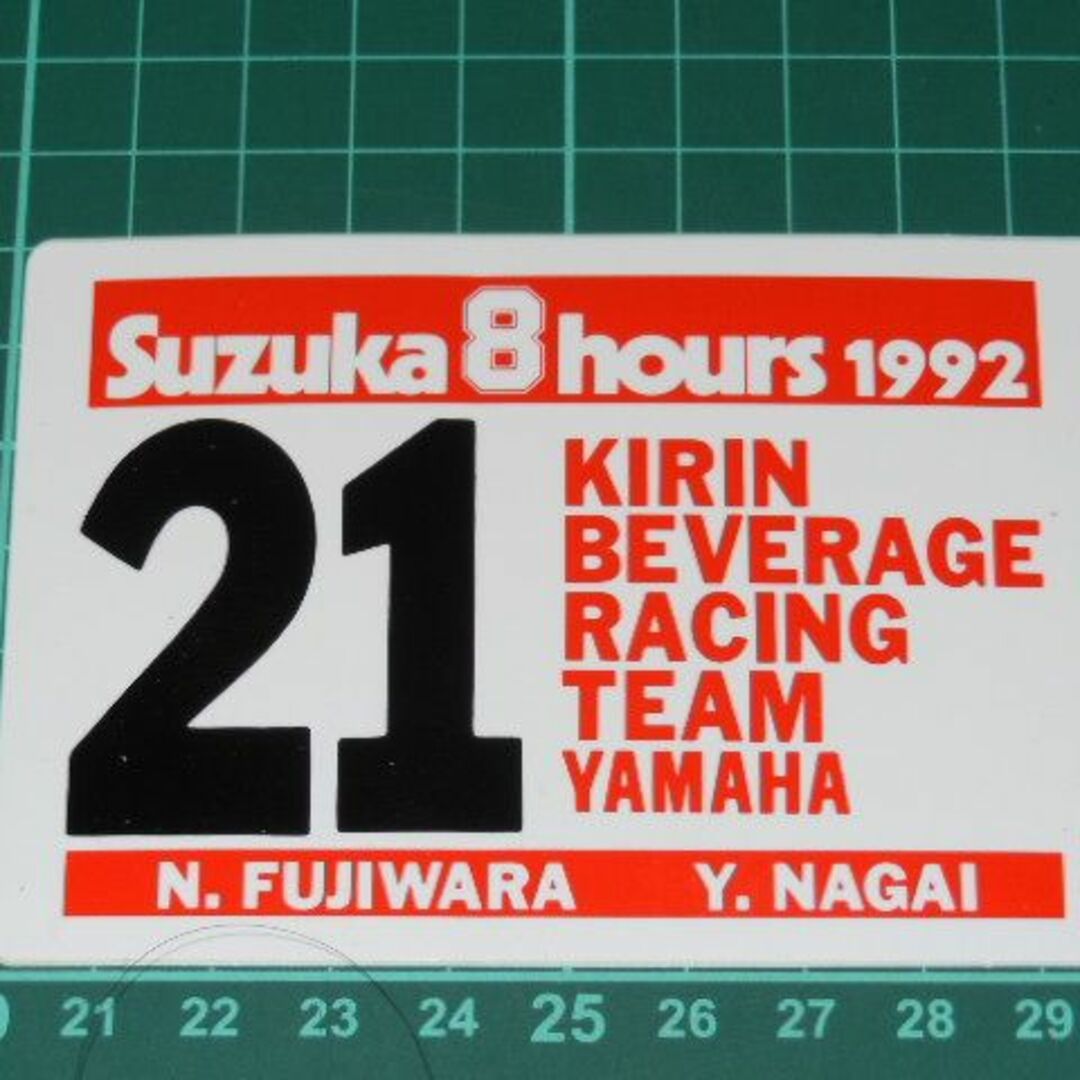 Suzuka 8 hours 1992
21
KIRIN
BEVERAGE
RACING
TEAM
YAMAHA
N. FUJIWARA Y. NAGAI
0 21 22 23 24 25 26 27 28 29